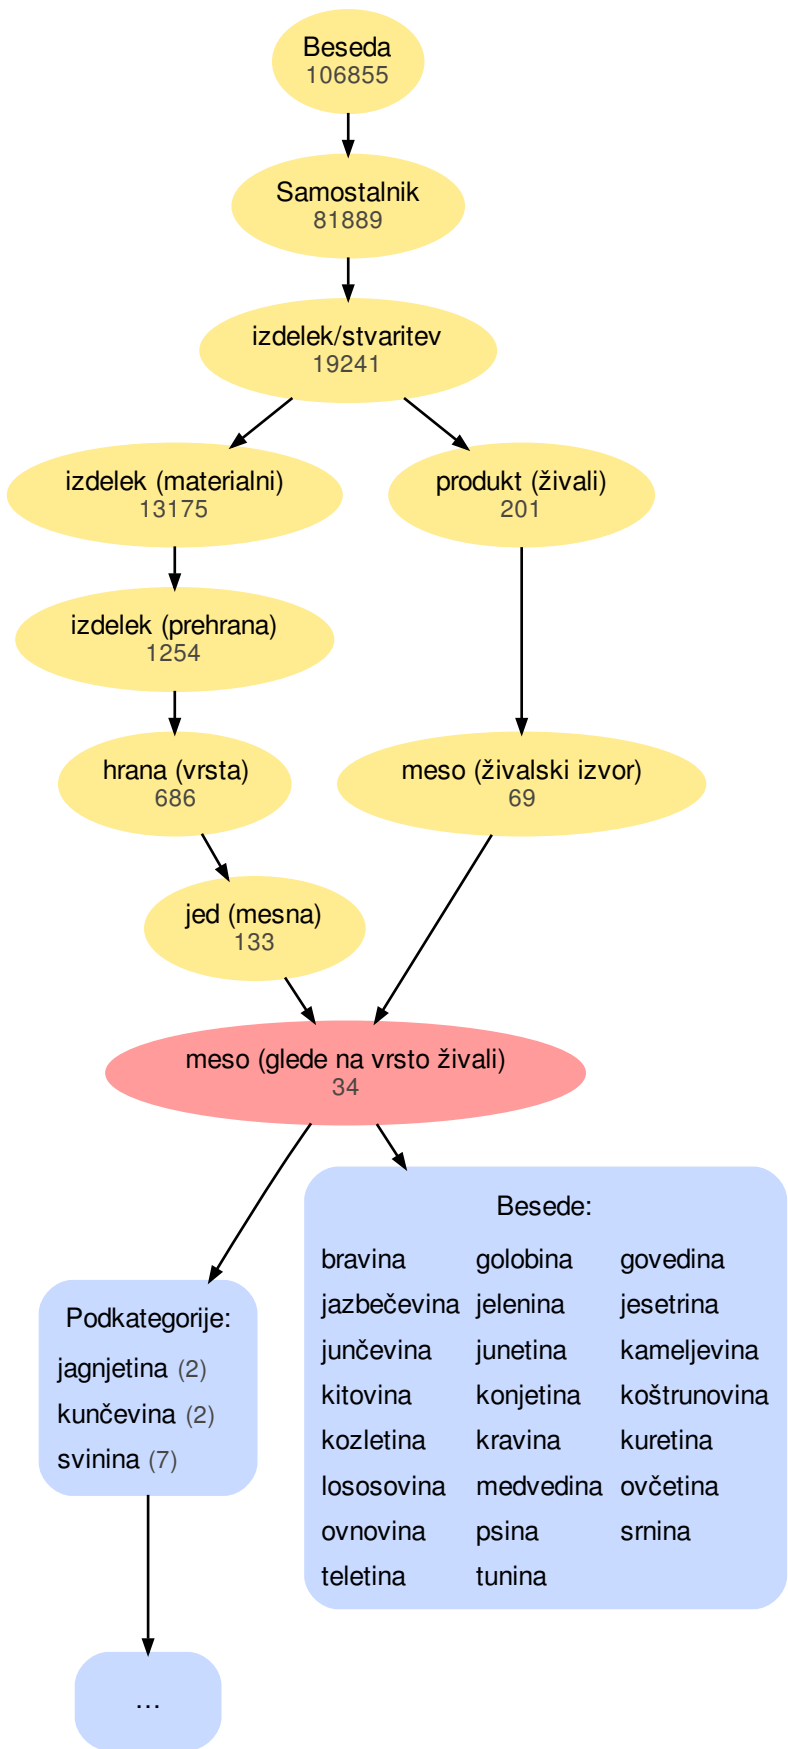 Beseda
106855
Samostalnik
81889
izdelek/stvaritev
19241
izdelek (materialni)
13175
produkt (živali)
201
izdelek (prehrana)
1254
hrana (vrsta)
686
meso (živalski izvor)
69
jed (mesna)
133
meso (glede na vrsto živali)
34
Podkategorije:
jagnjetina (2)
kunčevina (2)
svinina (7)
Besede:
bravina golobina govedina
jazbečevina jelenina jesetrina
junčevina junetina kameljevina
kitovina konjetina koštrunovina
kozletina kravina kuretina
lososovina medvedina ovčetina
ovnovina psina srnina
teletina tunina
...